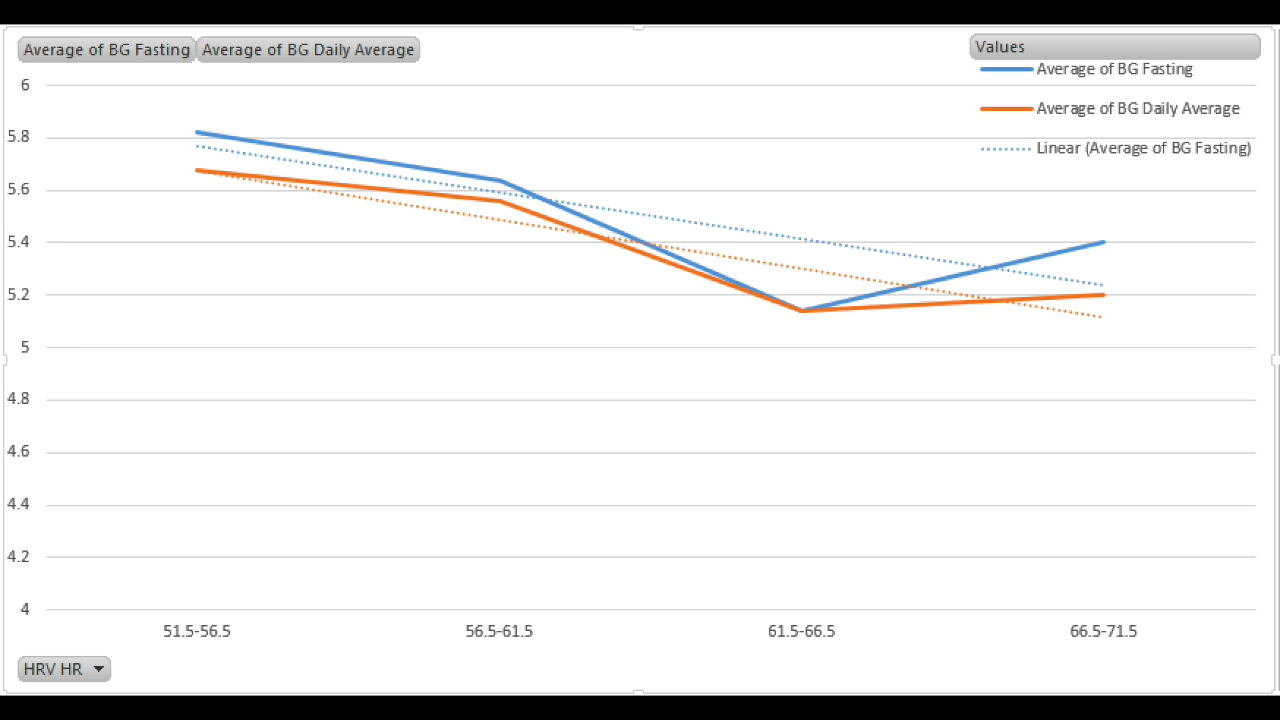 Average of BG Fasting Average of BG Daily Average
Values
Average of BG Fasting
Average of BG Daily Average
Linear (Average of BG Fasting)
6
5.8
5.6
5.4
5.2
5
4.8
4.6
4.4
4.2
4
51.5-56.5 56.5-61.5 61.5-66.5 66.5-71.5
HRV HR